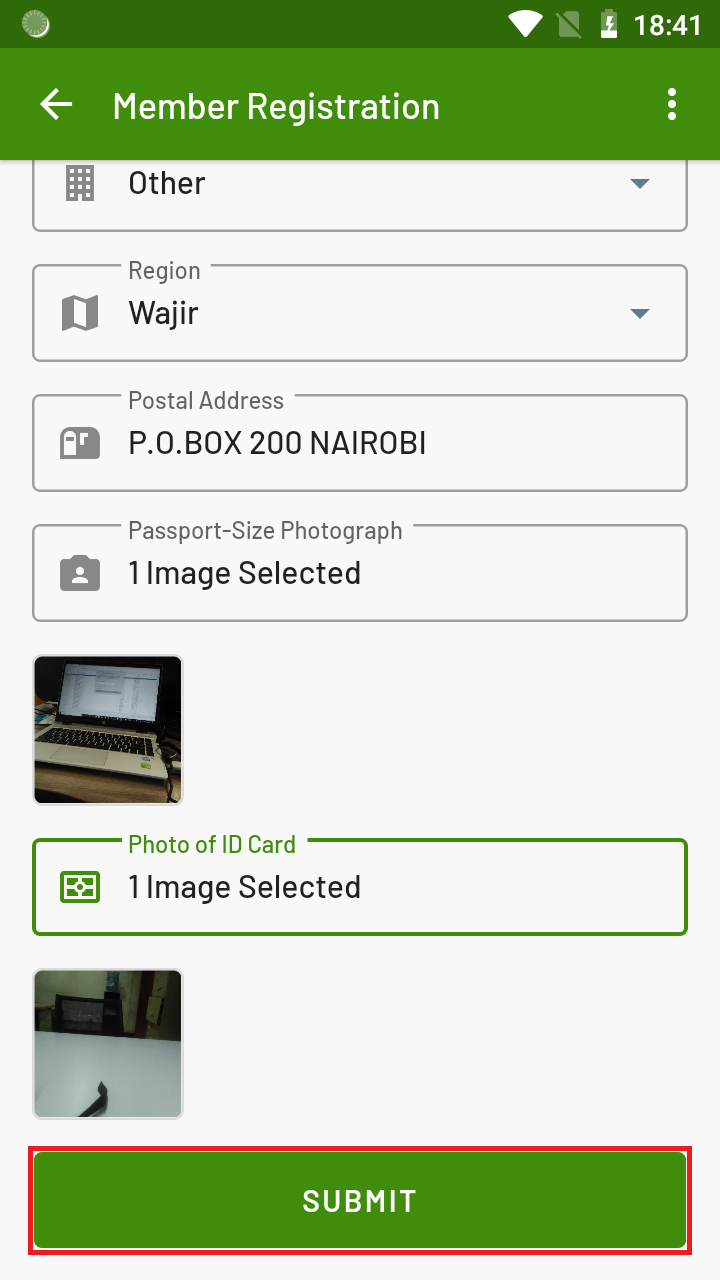 18:41
Member Registration
Other
Region
Wajir
Postal Address
P.O.BOX 200 NAIROBI
Passport-Size Photograph
1 Image Selected
Photo of ID Card
1 Image Selected
SUBMIT